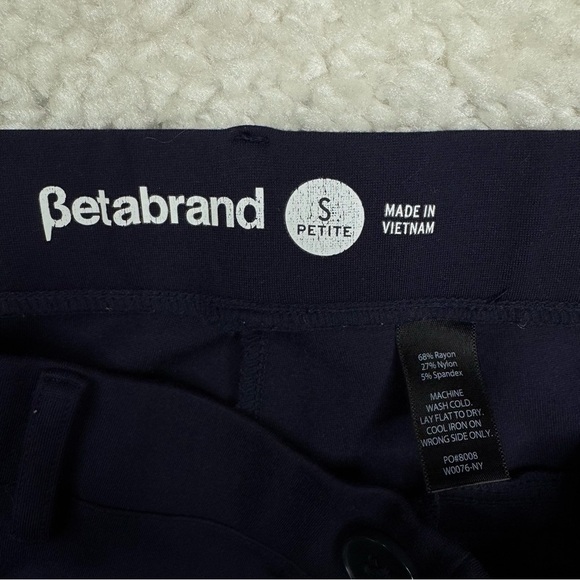 βetabrand
S
PETITE
MADE IN
VIETNAM
68% Rayon
27% Nylon
5% Spandex
MACHINE
WASH COLD.
LAY FLAT TO DRY.
COOL IRON ON
WRONG SIDE ONLY.
PO#8008
W0076-NY